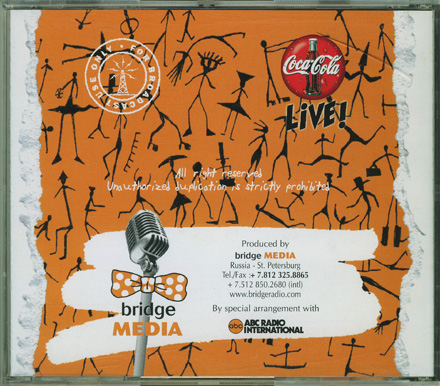 FOR BROADCAST USE ONLY
Coca-Cola
LiVE!
All right reserved
Unauthorized duplication is strictly prohibited
Produced by
bridge MEDIA
Russia - St. Petersburg
Tel./Fax :+ 7.812 325.8865
+ 7.512 850.2680 (intl)
www.bridgeradio.com
By special arrangement with
abc ABC RADIO
INTERNATIONAL
bridge
MEDIA